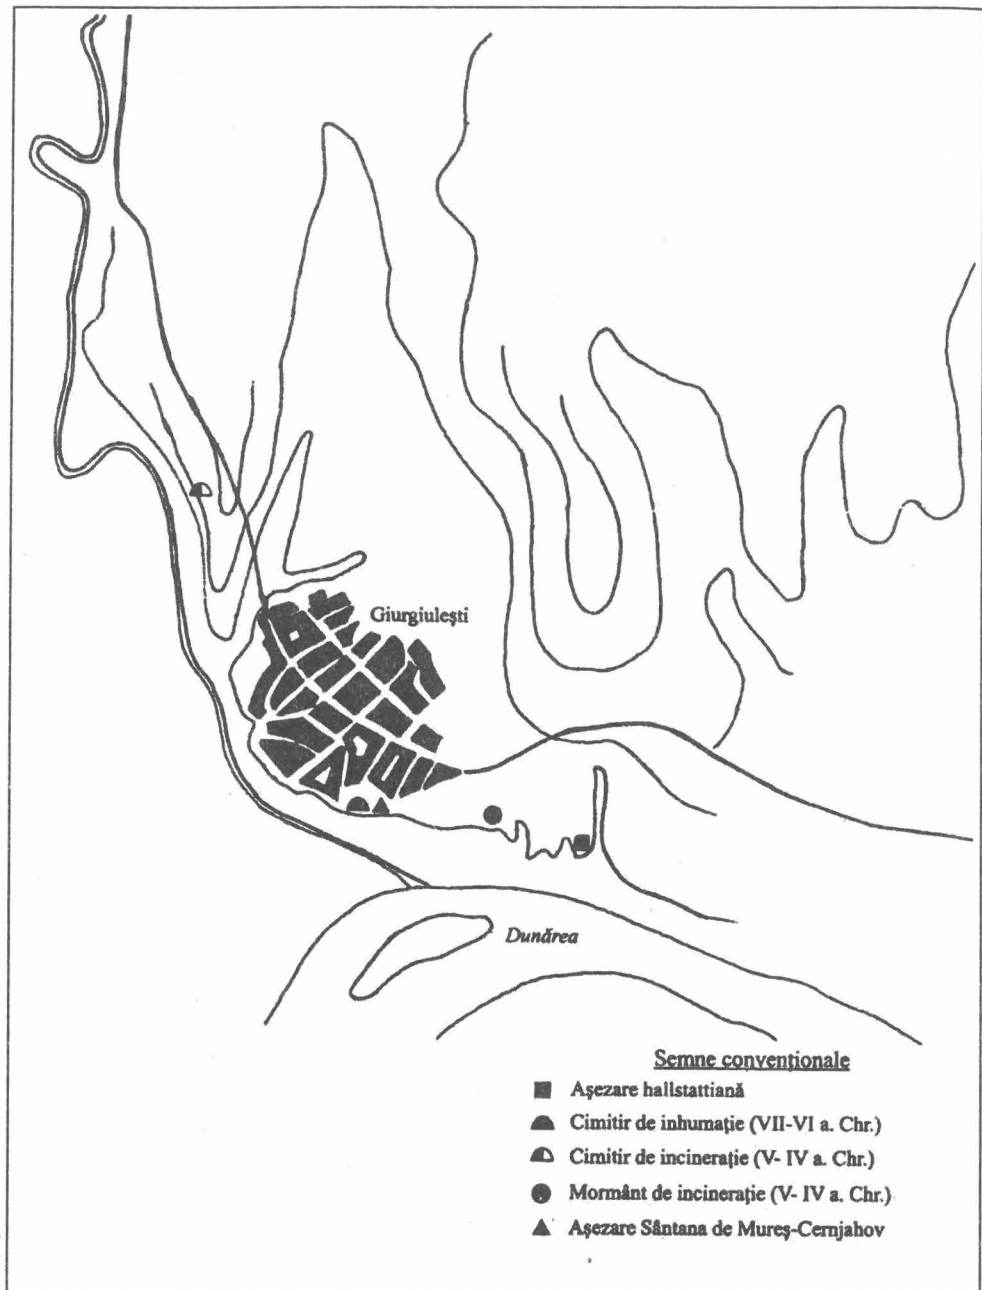 Giurgiulești
Dunărea
Semne convenționale
Așezare hallstattiană
Cimitir de inhumație (VII-VI a. Chr.)
Cimitir de incinerație (V- IV a. Chr.)
Mormânt de incinerație (V- IV a. Chr.)
Așezare Sântana de Mureș-Cernjahov